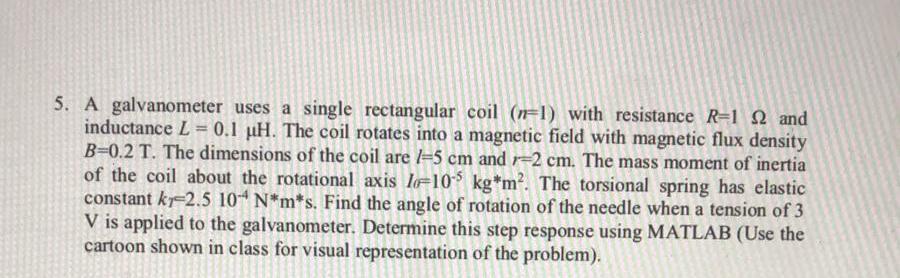 5. A galvanometer uses a single rectangular coil (n=1) with resistance R=1 Ω and
inductance L = 0.1 μH. The coil rotates into a magnetic field with magnetic flux density
B=0.2 T. The dimensions of the coil are l=5 cm and r=2 cm. The mass moment of inertia
of the coil about the rotational axis I₀=10⁻⁵ kg*m². The torsional spring has elastic
constant kT=2.5 10⁻⁴ N*m*s. Find the angle of rotation of the needle when a tension of 3
V is applied to the galvanometer. Determine this step response using MATLAB (Use the
cartoon shown in class for visual representation of the problem).